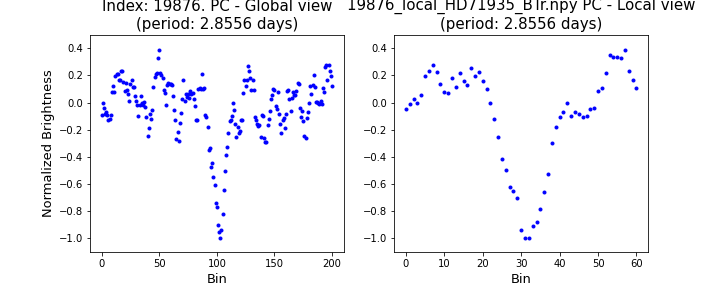 Index: 19876. PC - Global view
(period: 2.8556 days)
19876_local_HD71935_BTr.npy PC - Local view
(period: 2.8556 days)
Normalized Brightness
0.4
0.2
0.0
−0.2
−0.4
−0.6
−0.8
−1.0
0 50 100 150 200
Bin
0.4
0.2
0.0
−0.2
−0.4
−0.6
−0.8
−1.0
0 10 20 30 40 50 60
Bin